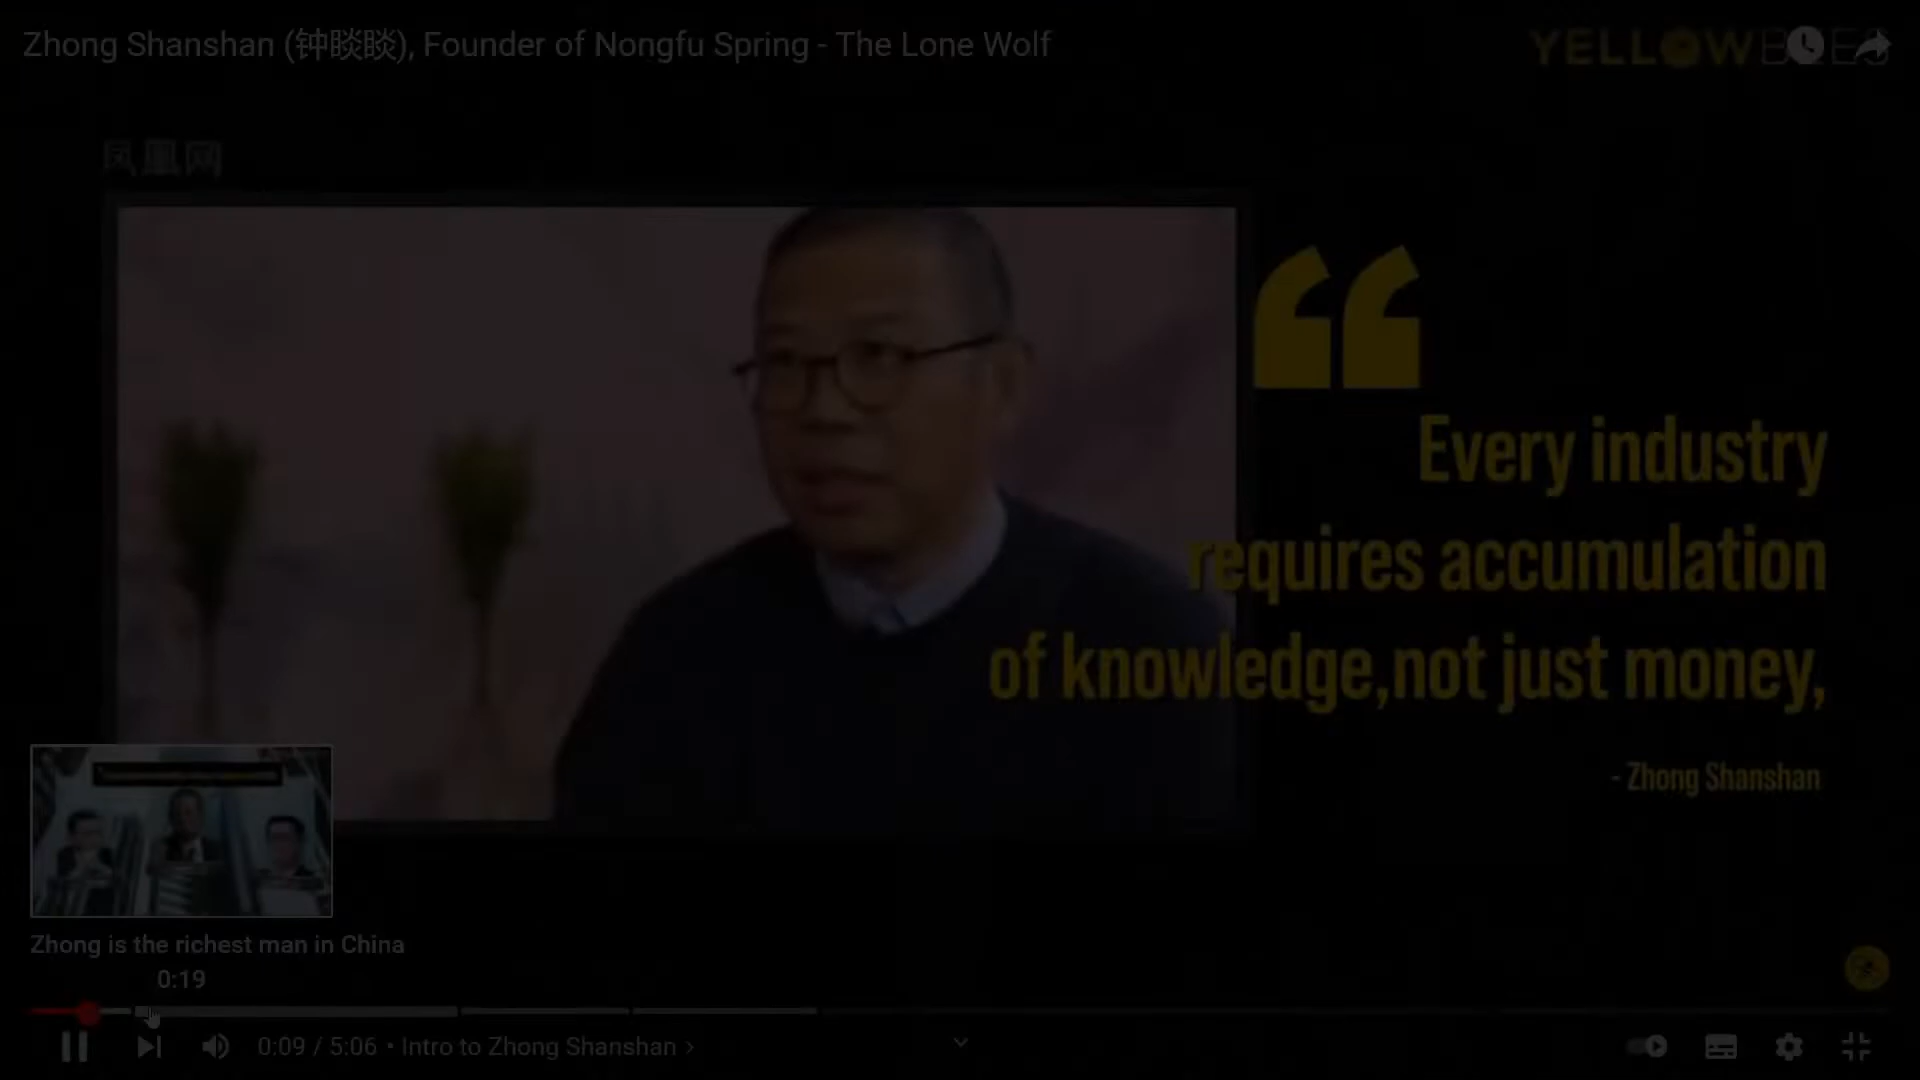 Zhong Shanshan (钟睒睒), Founder of Nongfu Spring - The Lone Wolf
YELLOWBEES
凤凰网
Every industry
requires accumulation
of knowledge,not just money,
- Zhong Shanshan
Zhong is the richest man in China
0:19
0:09 / 5:06 • Intro to Zhong Shanshan ›